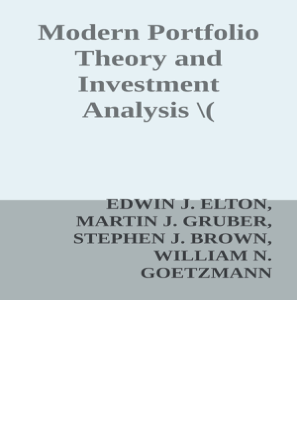 Modern Portfolio
Theory and
Investment
Analysis \(
EDWIN J. ELTON,
MARTIN J. GRUBER,
STEPHEN J. BROWN,
WILLIAM N.
GOETZMANN